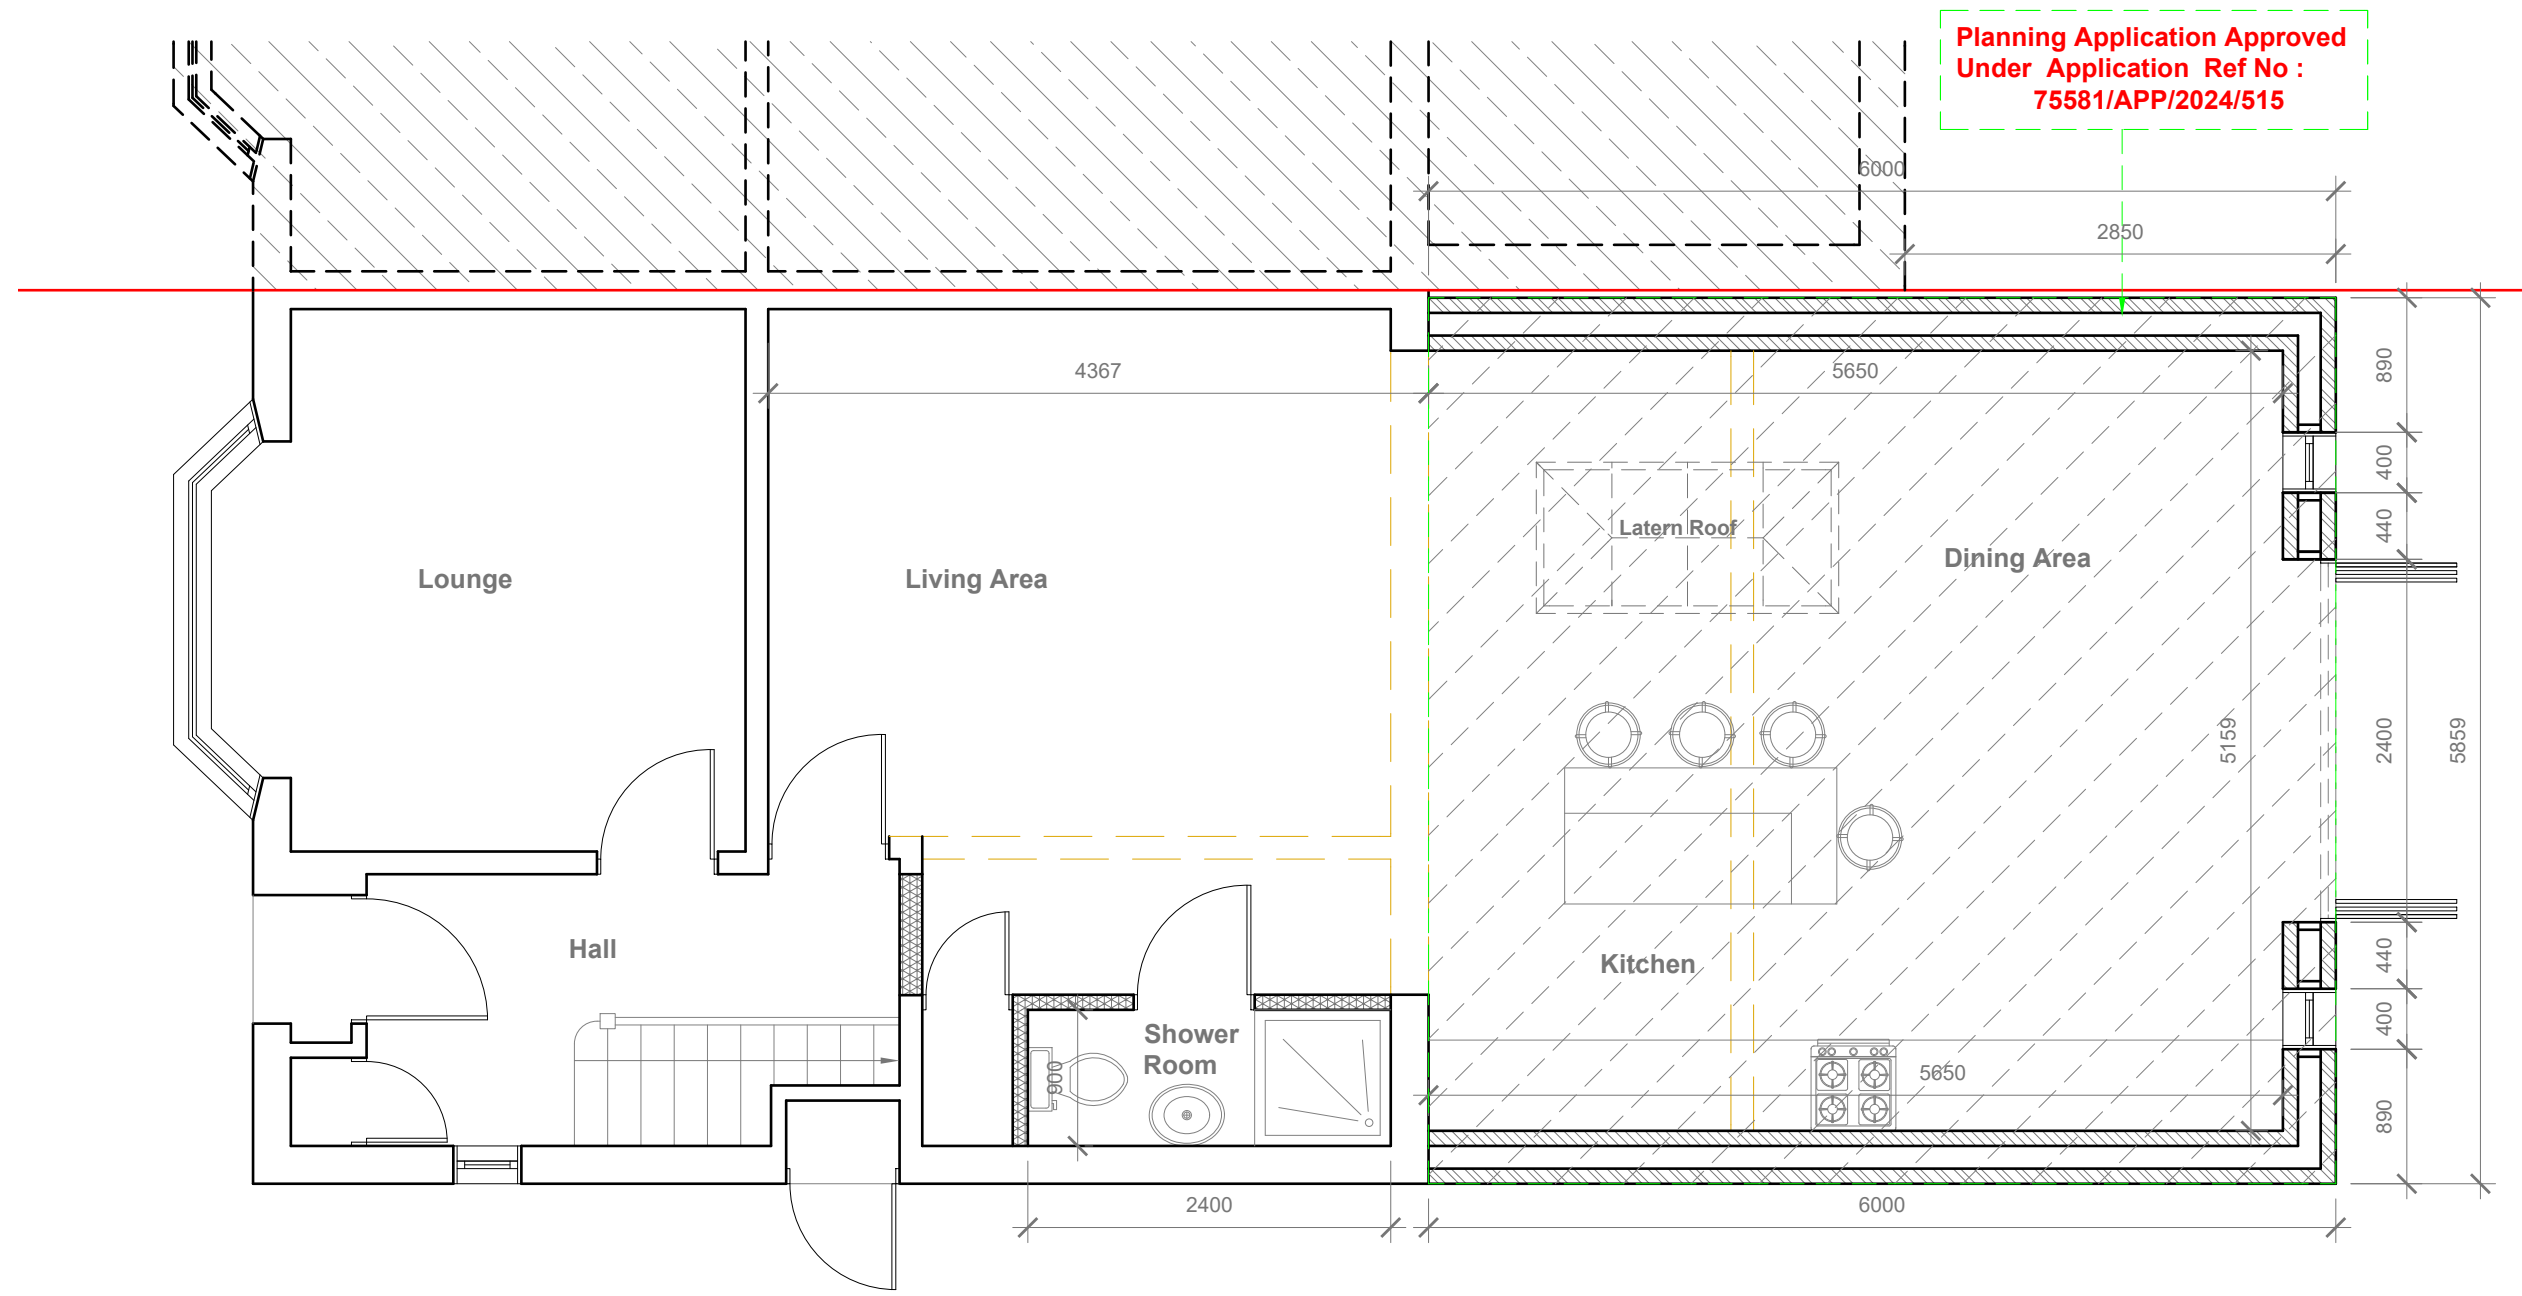 Planning Application Approved
Under Application Ref No :
75581/APP/2024/515
6000
2850
4367
5650
890
400
440
Latern Roof
Dining Area
Lounge
Living Area
5159
2400
5859
Hall
Kitchen
440
Shower
Room
900
400
5650
890
2400
6000